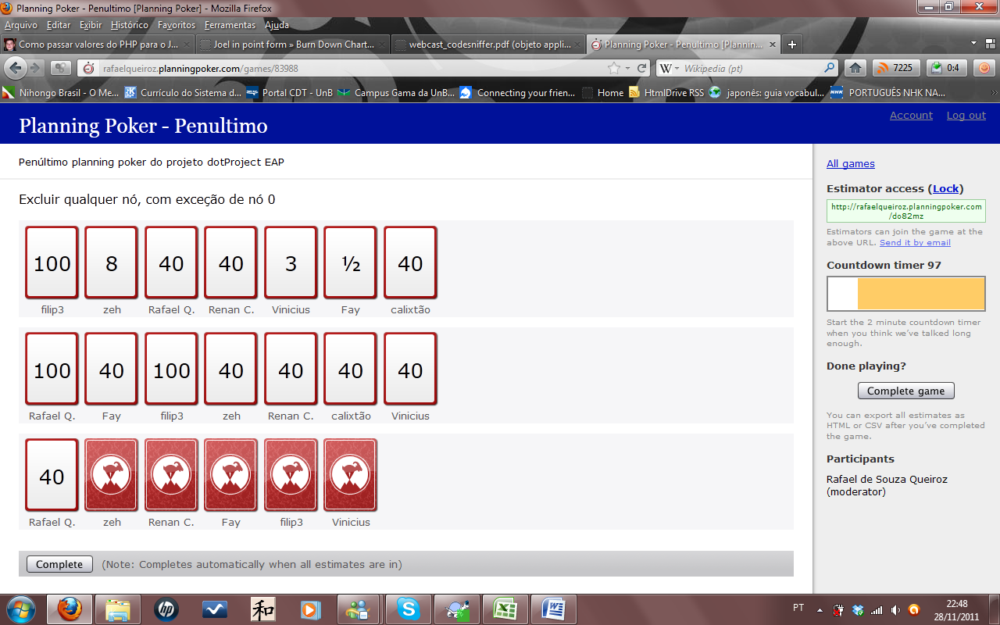 Planning Poker - Penultimo [Planning Poker] - Mozilla Firefox
Arquivo Editar Exibir Histórico Favoritos Ferramentas Ajuda
Como passar valores do PHP para o J... Joel in point form » Burn Down Chart... webcast_codesniffer.pdf (objeto appli... Planning Poker - Penultimo [Plannin...
rafaelqueiroz.planningpoker.com/games/83988 W Wikipedia (pt) 7225 0:4
Nihongo Brasil - O Me... Currículo do Sistema d... Portal CDT - UnB Campus Gama da UnB... Connecting your frien... Home HtmlDrive RSS japonés: guia vocabul... NHK PORTUGUÊS NHK NA...
Planning Poker - Penultimo
Account Log out
Penúltimo planning poker do projeto dotProject EAP
Excluir qualquer nó, com exceção de nó 0
100 8 40 40 3 ½ 40
filip3 zeh Rafael Q. Renan C. Vinicius Fay calixtão
100 40 100 40 40 40 40
Rafael Q. Fay filip3 zeh Renan C. calixtão Vinicius
40
Rafael Q. zeh Renan C. Fay filip3 Vinicius
Complete (Note: Completes automatically when all estimates are in)
All games
Estimator access (Lock)
http://rafaelqueiroz.planningpoker.com
/do82mz
Estimators can join the game at the
above URL. Send it by email
Countdown timer 97
Start the 2 minute countdown timer
when you think we've talked long
enough.
Done playing?
Complete game
You can export all estimates as
HTML or CSV after you've completed
the game.
Participants
Rafael de Souza Queiroz
(moderator)
hp 和 S W PT 22:48
28/11/2011